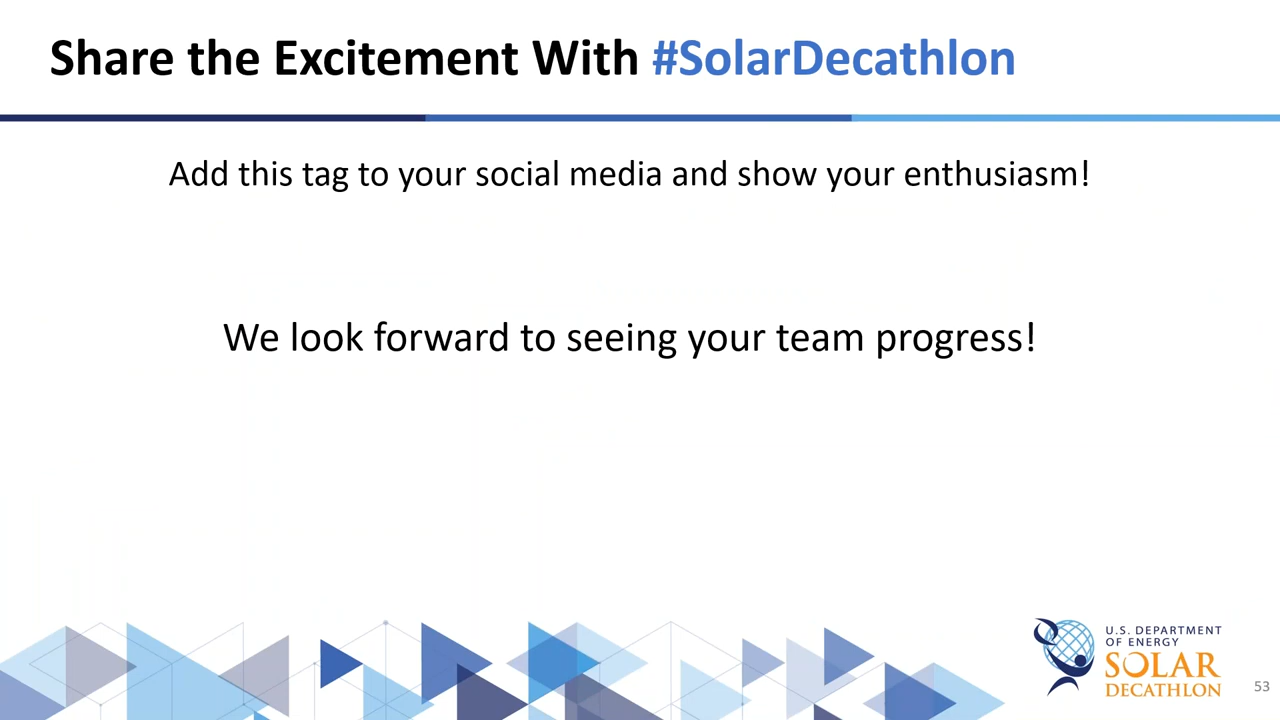 Share the Excitement With #SolarDecathlon
Add this tag to your social media and show your enthusiasm!
We look forward to seeing your team progress!
U.S. DEPARTMENT
OF ENERGY
SOLAR
DECATHLON
53